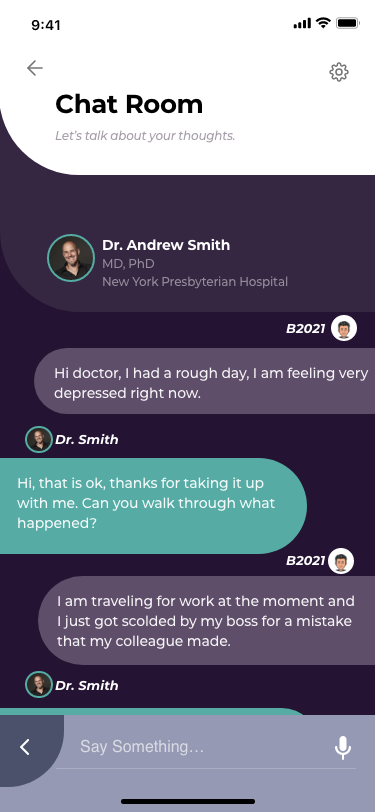 9:41
Chat Room
Let's talk about your thoughts.
Dr. Andrew Smith
MD, PhD
New York Presbyterian Hospital
B2021
Hi doctor, I had a rough day, I am feeling very
depressed right now.
Dr. Smith
Hi, that is ok, thanks for taking it up
with me. Can you walk through what
happened?
B2021
I am traveling for work at the moment and
I just got scolded by my boss for a mistake
that my colleague made.
Dr. Smith
Say Something...